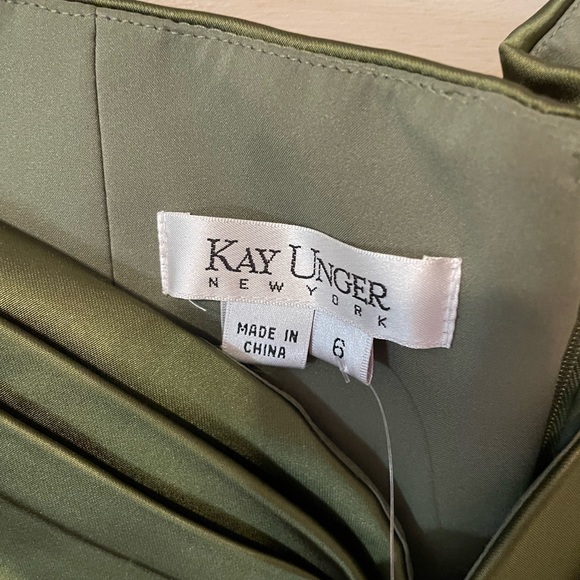 KAY UNGER
NEW YORK
MADE IN
CHINA
6